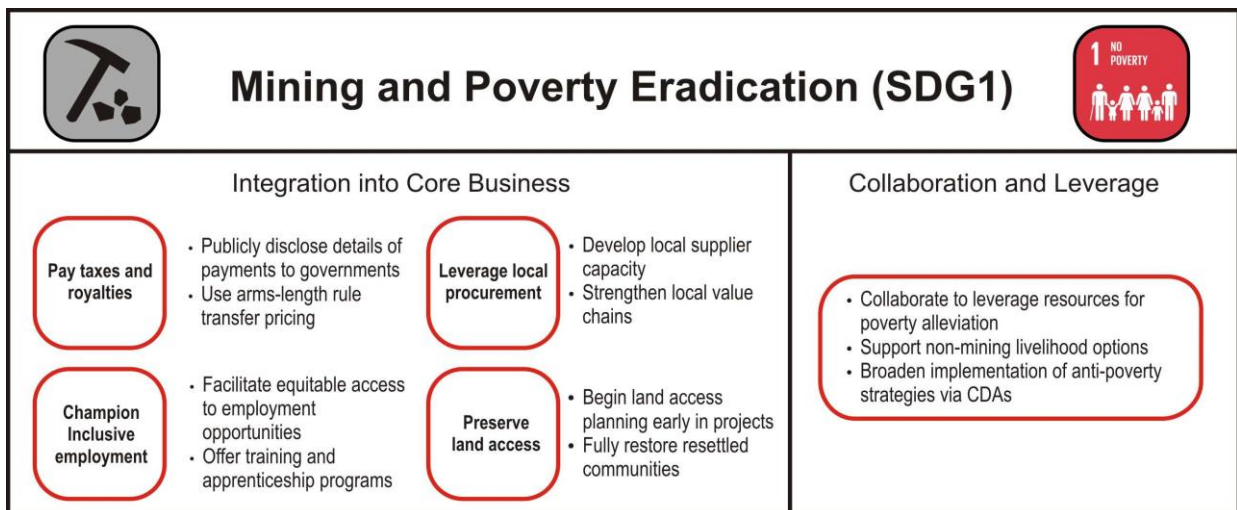 Mining and Poverty Eradication (SDG1)
1 NO
POVERTY
Integration into Core Business
Pay taxes and
royalties
• Publicly disclose details of
payments to governments
• Use arms-length rule
transfer pricing
Leverage local
procurement
• Develop local supplier
capacity
• Strengthen local value
chains
Champion
Inclusive
employment
• Facilitate equitable access
to employment
opportunities
• Offer training and
apprenticeship programs
Preserve
land access
• Begin land access
planning early in projects
• Fully restore resettled
communities
Collaboration and Leverage
• Collaborate to leverage resources for
poverty alleviation
• Support non-mining livelihood options
• Broaden implementation of anti-poverty
strategies via CDAs